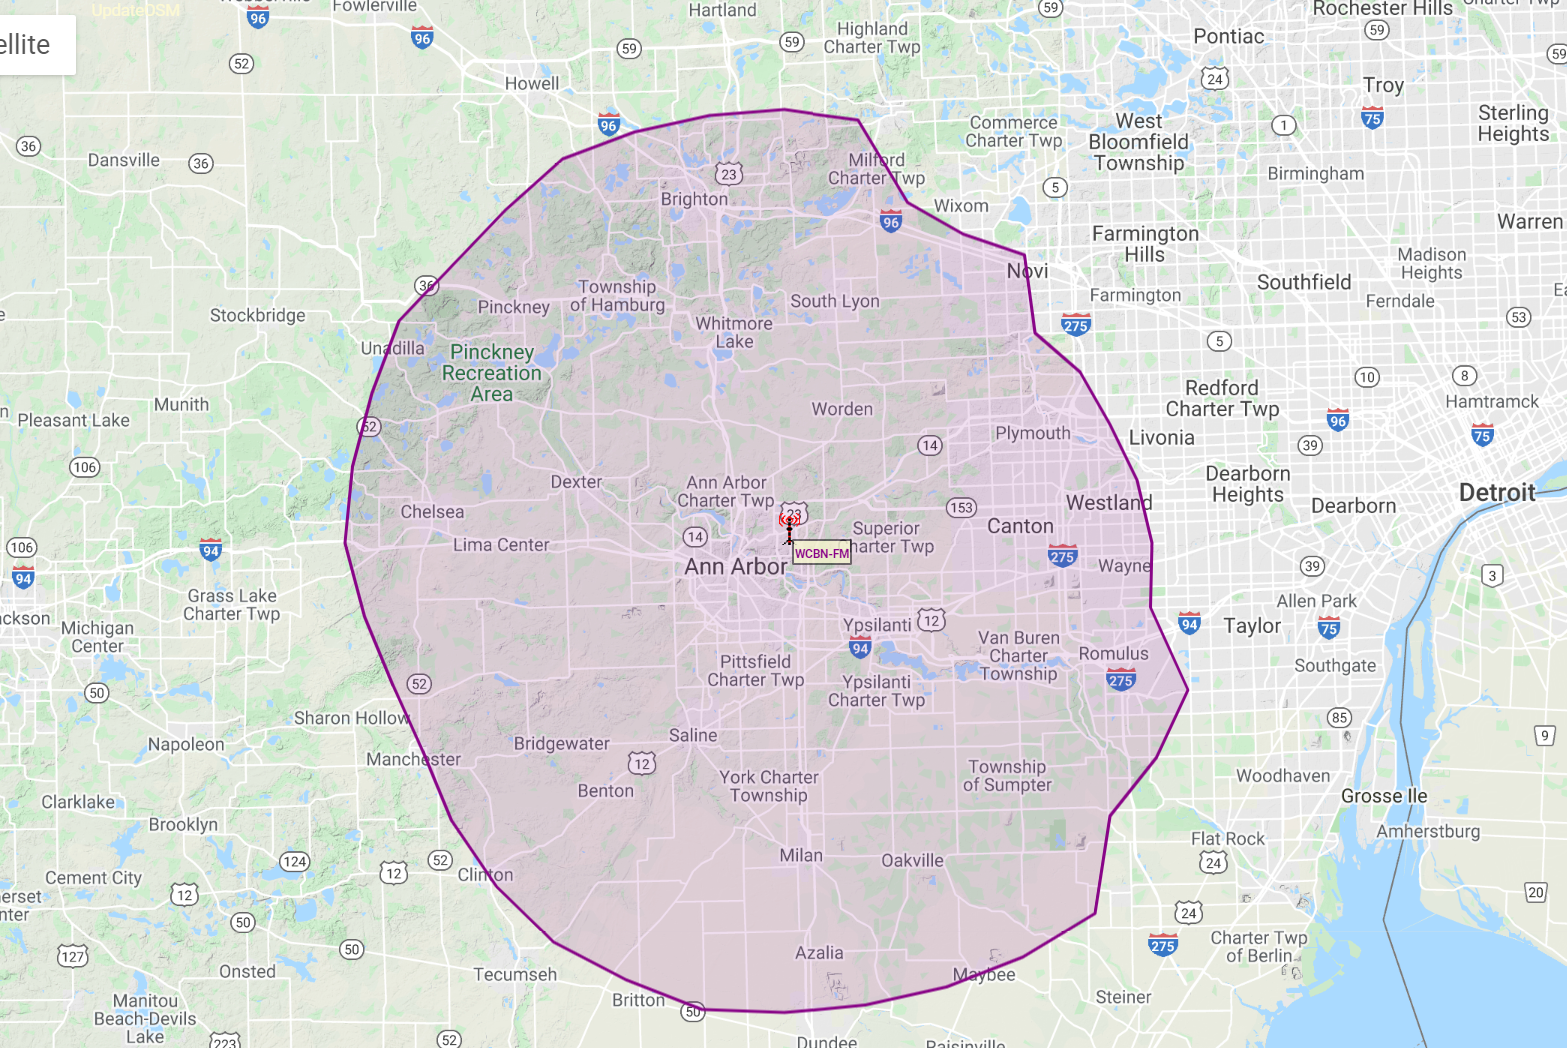 UpdateDSM
96
Fowlerville
Hartland
59
Rochester Hills
Charter Twp
ellite
96
52
Howell
59
59
Highland
Charter Twp
Pontiac
59
59
24
Troy
75
36
Dansville
36
96
Commerce
Charter Twp
West
Bloomfield
Township
1
Sterling
Heights
23
Milford
Charter Twp
5
Birmingham
Brighton
96
Wixom
Warren
Farmington
Hills
Madison
Heights
36
Novi
Southfield
Stockbridge
Pinckney
Township
of Hamburg
South Lyon
Farmington
Ferndale
53
Unadilla
Whitmore
Lake
275
5
Pinckney
Recreation
Area
10
8
Pleasant Lake
Munith
52
Worden
Redford
Charter Twp
Hamtramck
96
75
14
Plymouth
Livonia
39
106
Dexter
Ann Arbor
Charter Twp
Dearborn
Heights
Detroit
Chelsea
23
153
Westland
Dearborn
106
94
Lima Center
14
Superior
Charter Twp
Canton
WCBN-FM
94
Ann Arbor
275
Wayne
39
3
Grass Lake
Charter Twp
Allen Park
ckson
Michigan
Center
Ypsilanti
12
94
Taylor
75
94
Van Buren
Charter
Township
Romulus
Southgate
50
52
Pittsfield
Charter Twp
Ypsilanti
Charter Twp
275
Sharon Hollow
85
Napoleon
Manchester
Bridgewater
Saline
9
12
York Charter
Township
Township
of Sumpter
Woodhaven
Clarklake
Benton
Grosse Ile
Brooklyn
Flat Rock
Amherstburg
124
12
52
Milan
Oakville
24
Cement City
Clinton
12
20
erset
nter
50
24
127
50
Azalia
275
Charter Twp
of Berlin
Onsted
Tecumseh
Maybee
Manitou
Beach-Devils
Lake
Britton
50
Steiner
223
52
Dundee
Raisinville